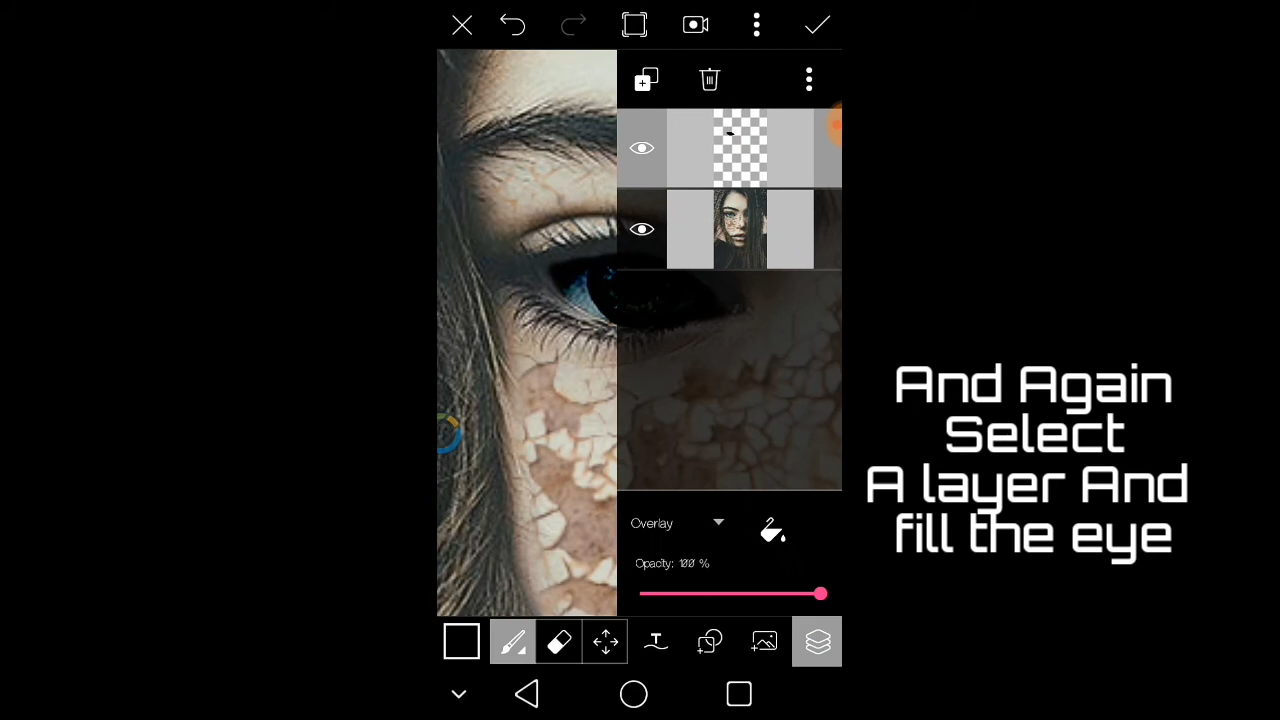 And Again
Select
A layer And
fill the eye
Overlay
Opacity: 100 %
T